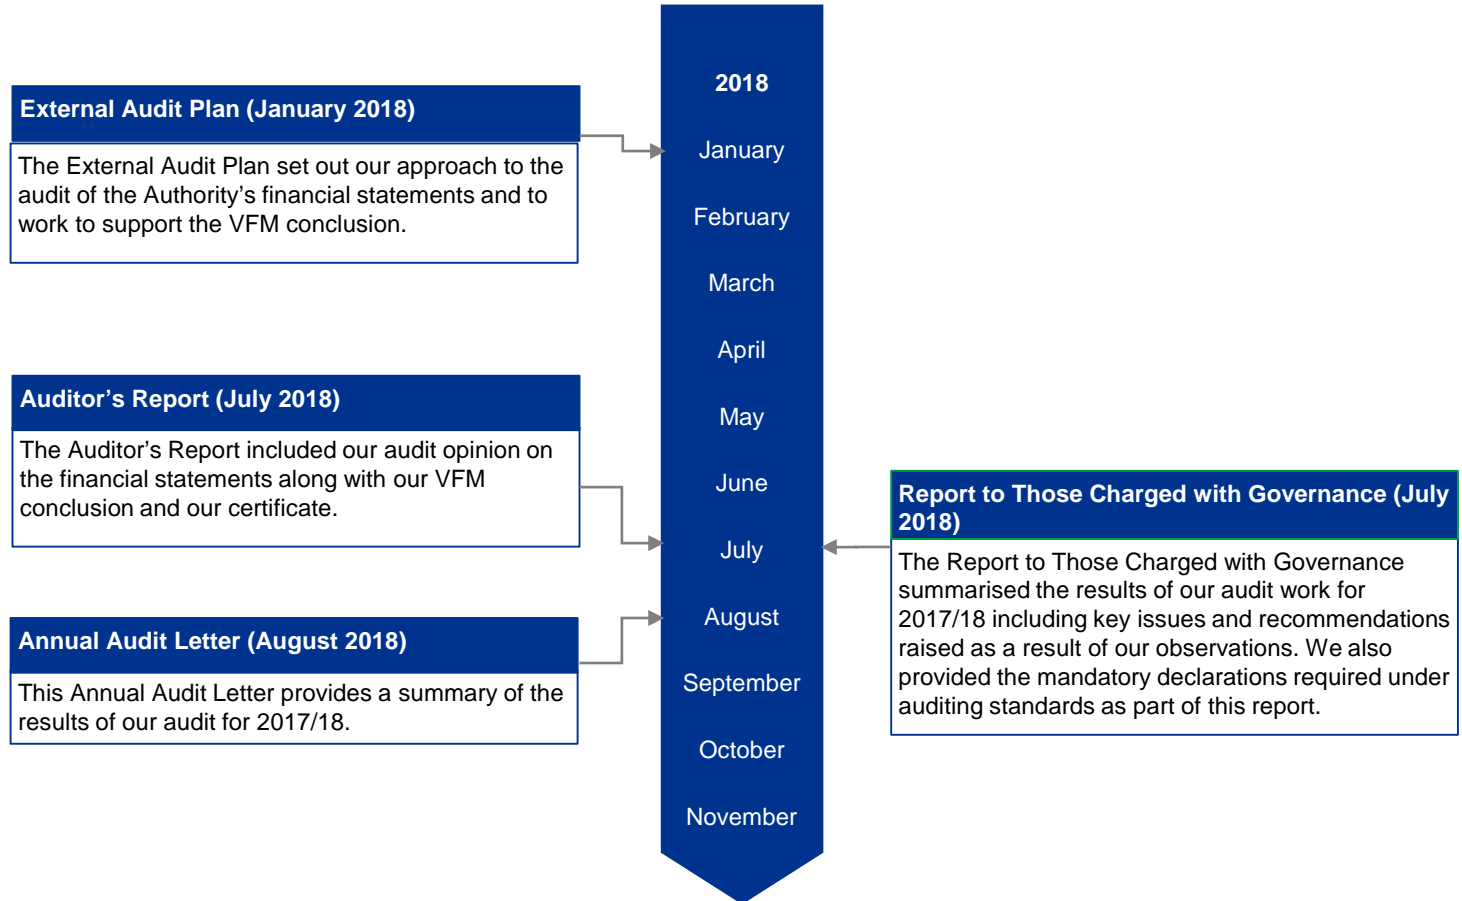 External Audit Plan (January 2018)
The External Audit Plan set out our approach to the
audit of the Authority’s financial statements and to
work to support the VFM conclusion.
Auditor’s Report (July 2018)
The Auditor’s Report included our audit opinion on
the financial statements along with our VFM
conclusion and our certificate.
Annual Audit Letter (August 2018)
This Annual Audit Letter provides a summary of the
results of our audit for 2017/18.
2018
January
February
March
April
May
June
July
August
September
October
November
Report to Those Charged with Governance (July
2018)
The Report to Those Charged with Governance
summarised the results of our audit work for
2017/18 including key issues and recommendations
raised as a result of our observations. We also
provided the mandatory declarations required under
auditing standards as part of this report.